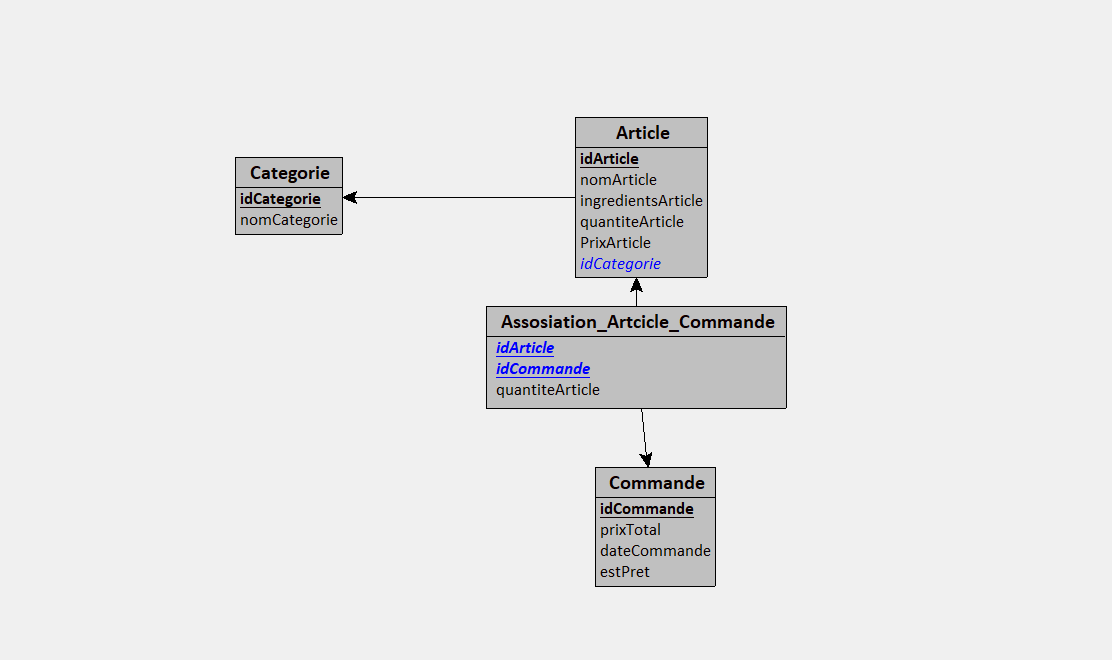 Categorie
idCategorie
nomCategorie
Article
idArticle
nomArticle
ingredientsArticle
quantiteArticle
PrixArticle
idCategorie
Assosiation_Artcicle_Commande
idArticle
idCommande
quantiteArticle
Commande
idCommande
prixTotal
dateCommande
estPret